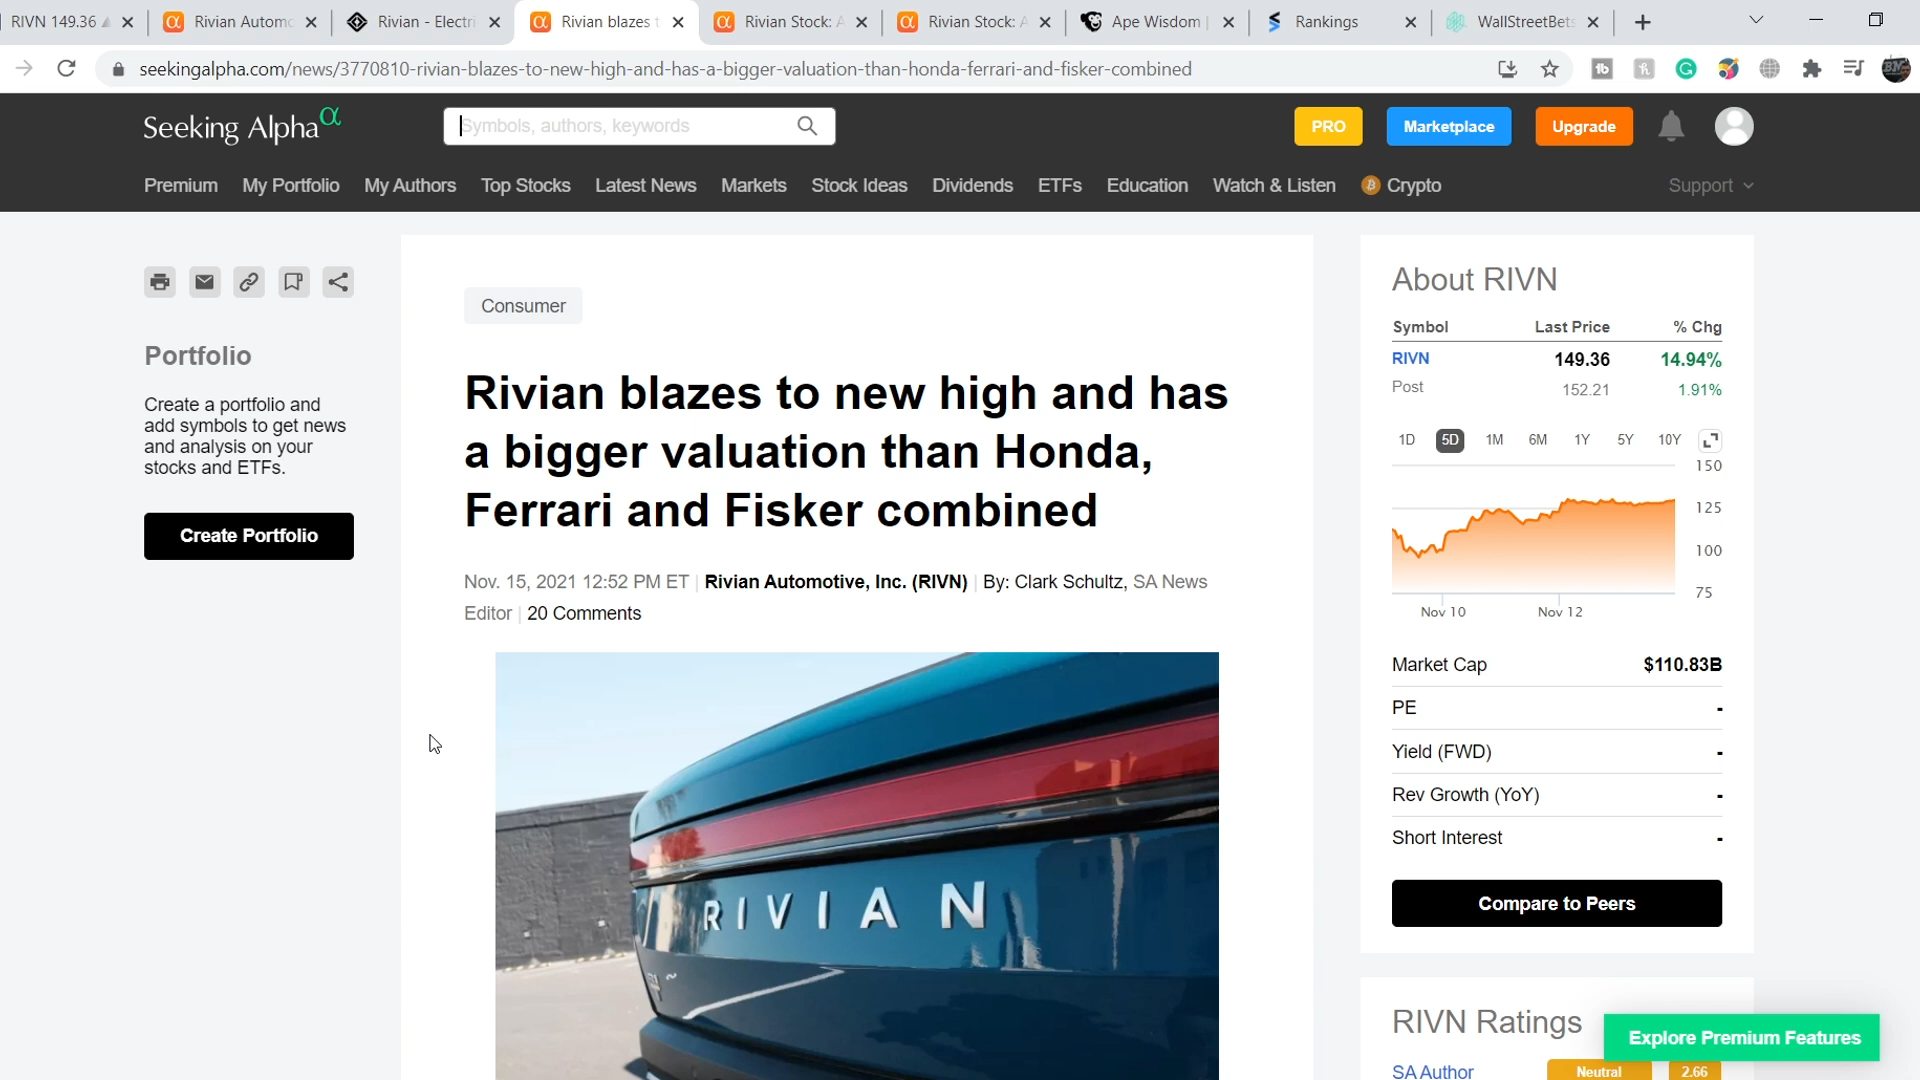 RIVN 149.36
Rivian Automo
Rivian - Electri
Rivian blazes t
Rivian Stock: A
Rivian Stock: A
Ape Wisdom
Rankings
WallStreetBets
seekingalpha.com/news/3770810-rivian-blazes-to-new-high-and-has-a-bigger-valuation-than-honda-ferrari-and-fisker-combined
Seeking Alpha α
Symbols, authors, keywords
PRO
Marketplace
Upgrade
Premium My Portfolio My Authors Top Stocks Latest News Markets Stock Ideas Dividends ETFs Education Watch & Listen Crypto Support
Portfolio
Create a portfolio and
add symbols to get news
and analysis on your
stocks and ETFs.
Create Portfolio
Consumer
Rivian blazes to new high and has
a bigger valuation than Honda,
Ferrari and Fisker combined
Nov. 15, 2021 12:52 PM ET | Rivian Automotive, Inc. (RIVN) | By: Clark Schultz, SA News
Editor | 20 Comments
RIVIAN
About RIVN
Symbol Last Price % Chg
RIVN 149.36 14.94%
Post 152.21 1.91%
1D 5D 1M 6M 1Y 5Y 10Y
150
125
100
75
Nov 10 Nov 12
Market Cap $110.83B
PE -
Yield (FWD) -
Rev Growth (YoY) -
Short Interest -
Compare to Peers
RIVN Ratings
Explore Premium Features
SA Author Neutral 2.66